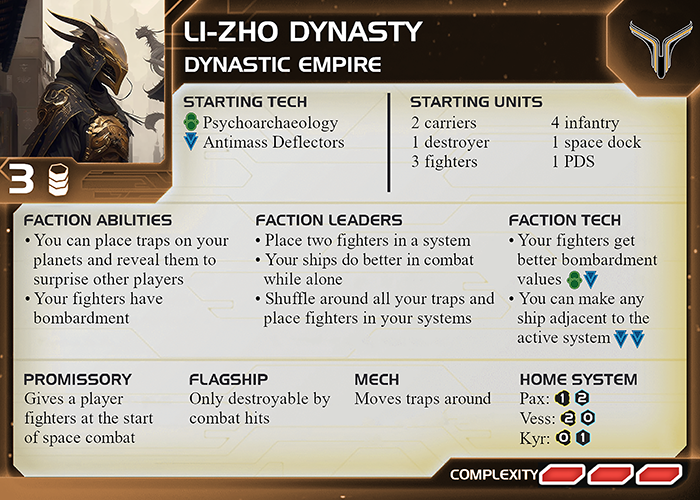 LI-ZHO DYNASTY
DYNASTIC EMPIRE
3
STARTING TECH
Psychoarchaeology
Antimass Deflectors
STARTING UNITS
2 carriers
1 destroyer
3 fighters
4 infantry
1 space dock
1 PDS
FACTION ABILITIES
• You can place traps on your
planets and reveal them to
surprise other players
• Your fighters have
bombardment
FACTION LEADERS
• Place two fighters in a system
• Your ships do better in combat
while alone
• Shuffle around all your traps and
place fighters in your systems
FACTION TECH
• Your fighters get
better bombardment
values
• You can make any
ship adjacent to the
active system
PROMISSORY
Gives a player
fighters at the start
of space combat
FLAGSHIP
Only destroyable by
combat hits
MECH
Moves traps around
HOME SYSTEM
Pax: 1 2
Vess: 2 0
Kyr: 0 1
COMPLEXITY